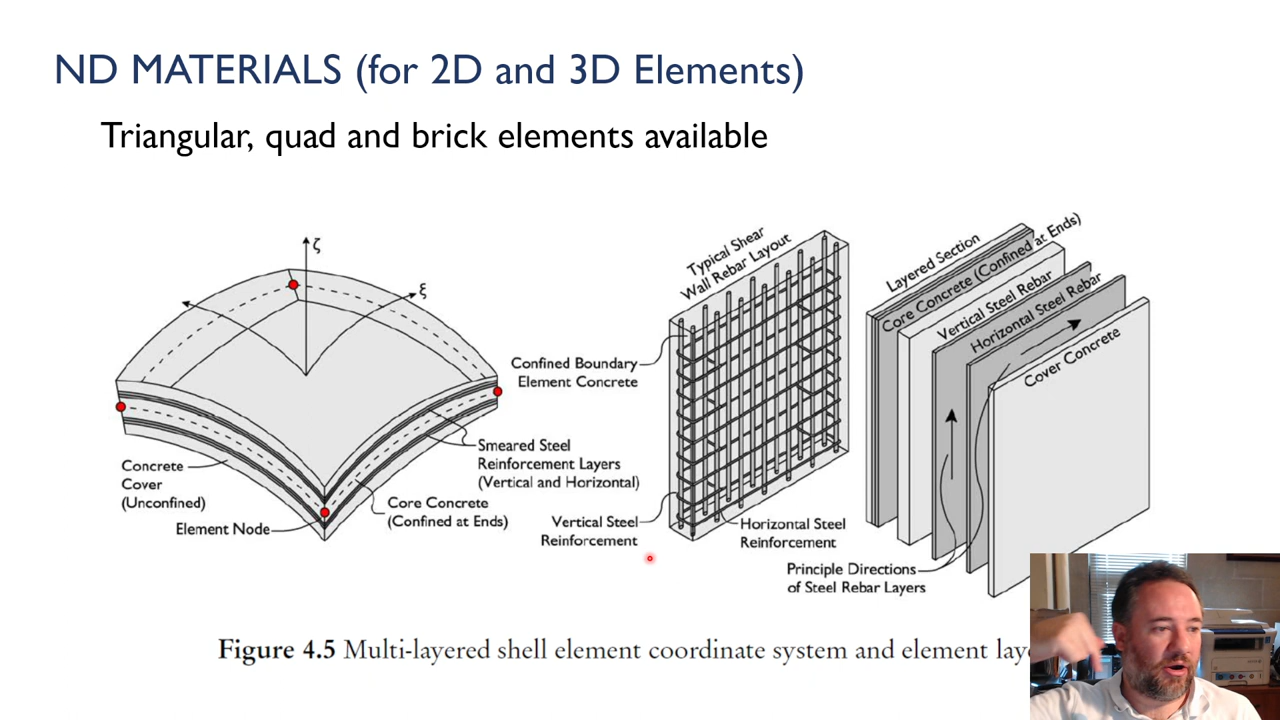 ND MATERIALS (for 2D and 3D Elements)
Triangular, quad and brick elements available
ζ
ξ
Concrete
Cover
(Unconfined)
Element Node
Smeared Steel
Reinforcement Layers
(Vertical and Horizontal)
Core Concrete
(Confined at Ends)
Typical Shear
Wall Rebar Layout
Confined Boundary
Element Concrete
Vertical Steel
Reinforcement
Horizontal Steel
Reinforcement
Layered Section
Core Concrete (Confined at Ends)
Vertical Steel Rebar
Horizontal Steel Rebar
Cover Concrete
Principle Directions
of Steel Rebar Layers
Figure 4.5 Multi-layered shell element coordinate system and element